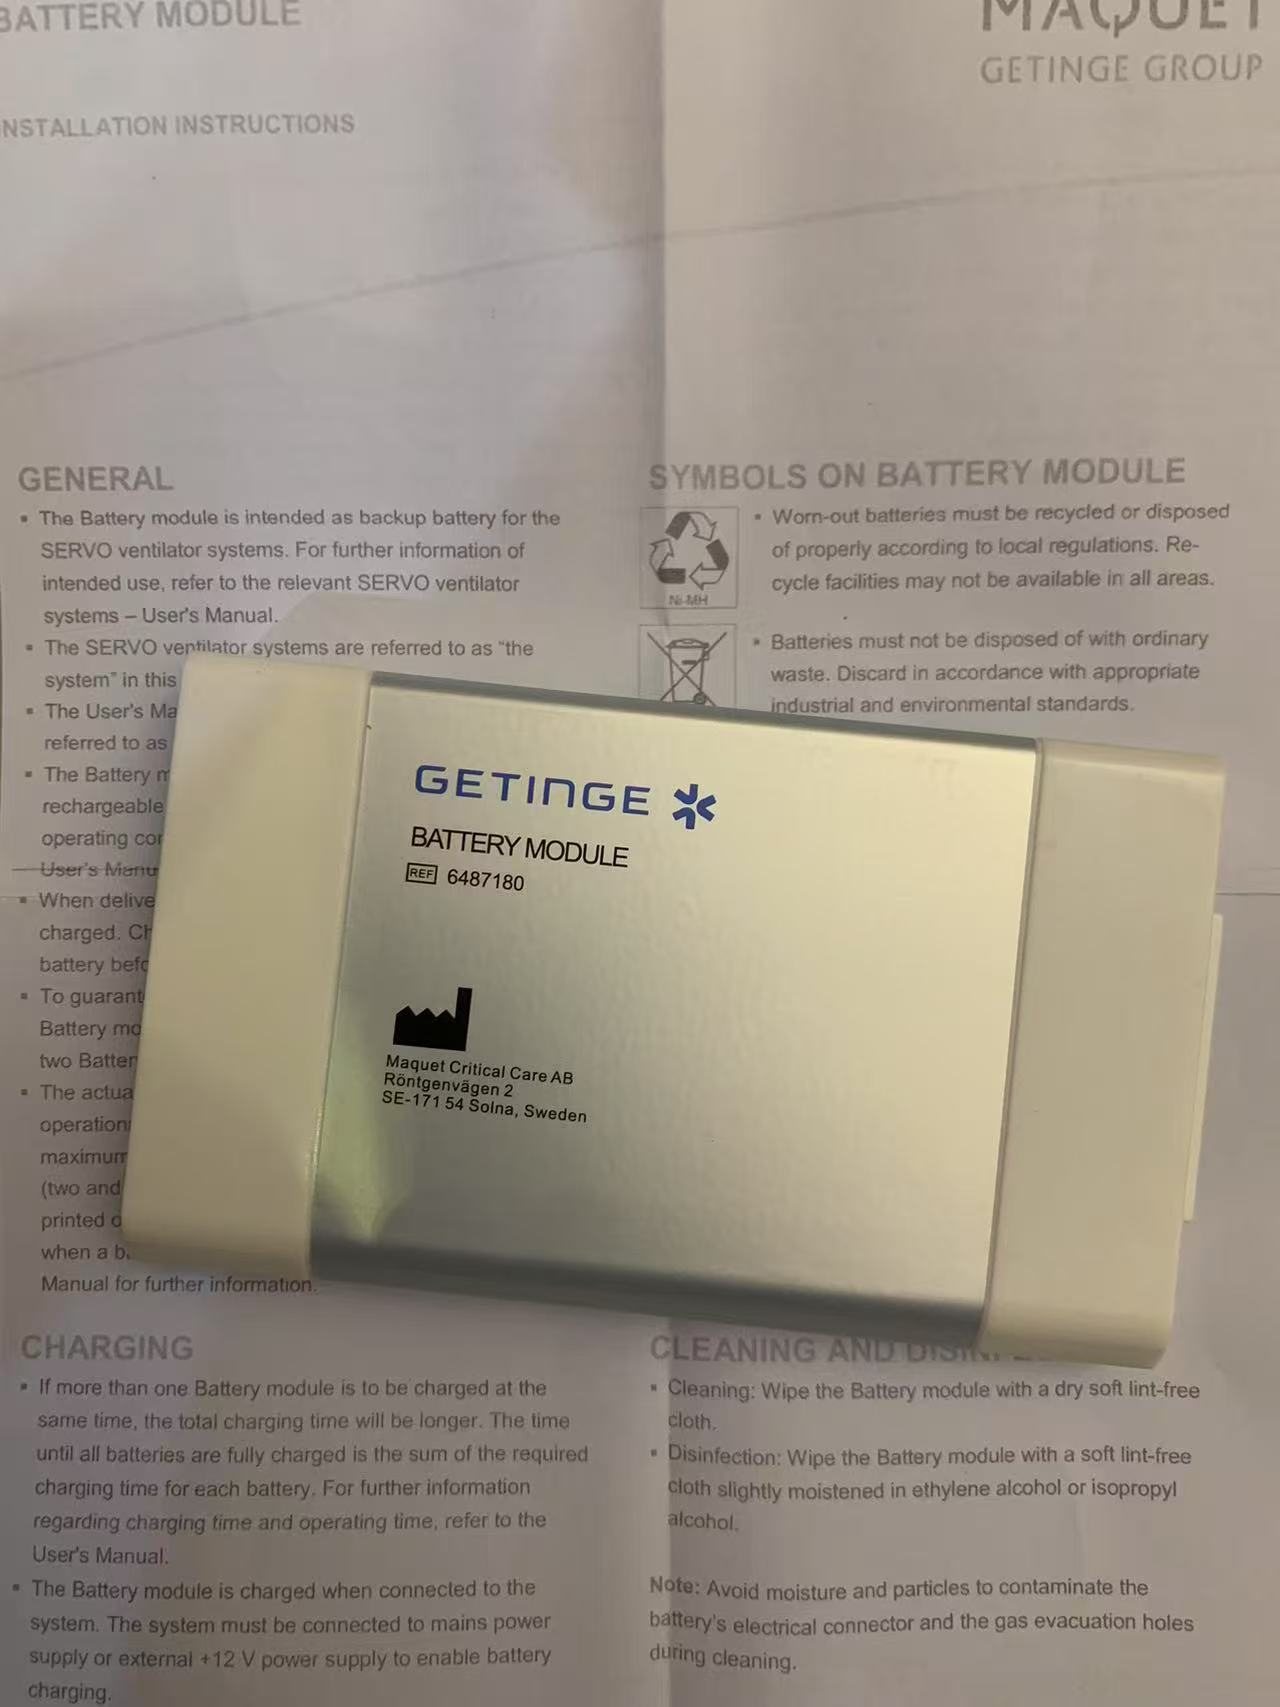 BATTERY MODULE
MAQUET
GETINGE GROUP
INSTALLATION INSTRUCTIONS
GENERAL
▪ The Battery module is intended as backup battery for the
SERVO ventilator systems. For further information of
intended use, refer to the relevant SERVO ventilator
systems – User's Manual.
▪ The SERVO ventilator systems are referred to as “the
system” in this
▪ The User's Ma
referred to as
▪ The Battery m
rechargeable
operating con
User's Manu
▪ When delive
charged. Ch
battery befo
▪ To guarant
Battery mo
two Batter
▪ The actua
operation
maximum
(two and
printed o
when a b
Manual for further information.
SYMBOLS ON BATTERY MODULE
Ni-MH
▪ Worn-out batteries must be recycled or disposed
of properly according to local regulations. Re-
cycle facilities may not be available in all areas.
▪ Batteries must not be disposed of with ordinary
waste. Discard in accordance with appropriate
industrial and environmental standards.
GETINGE
BATTERY MODULE
REF 6487180
Maquet Critical Care AB
Röntgenvägen 2
SE-171 54 Solna, Sweden
CHARGING
▪ If more than one Battery module is to be charged at the
same time, the total charging time will be longer. The time
until all batteries are fully charged is the sum of the required
charging time for each battery. For further information
regarding charging time and operating time, refer to the
User's Manual.
▪ The Battery module is charged when connected to the
system. The system must be connected to mains power
supply or external +12 V power supply to enable battery
charging.
CLEANING AND DISIN
▪ Cleaning: Wipe the Battery module with a dry soft lint-free
cloth.
▪ Disinfection: Wipe the Battery module with a soft lint-free
cloth slightly moistened in ethylene alcohol or isopropyl
alcohol.
Note: Avoid moisture and particles to contaminate the
battery's electrical connector and the gas evacuation holes
during cleaning.